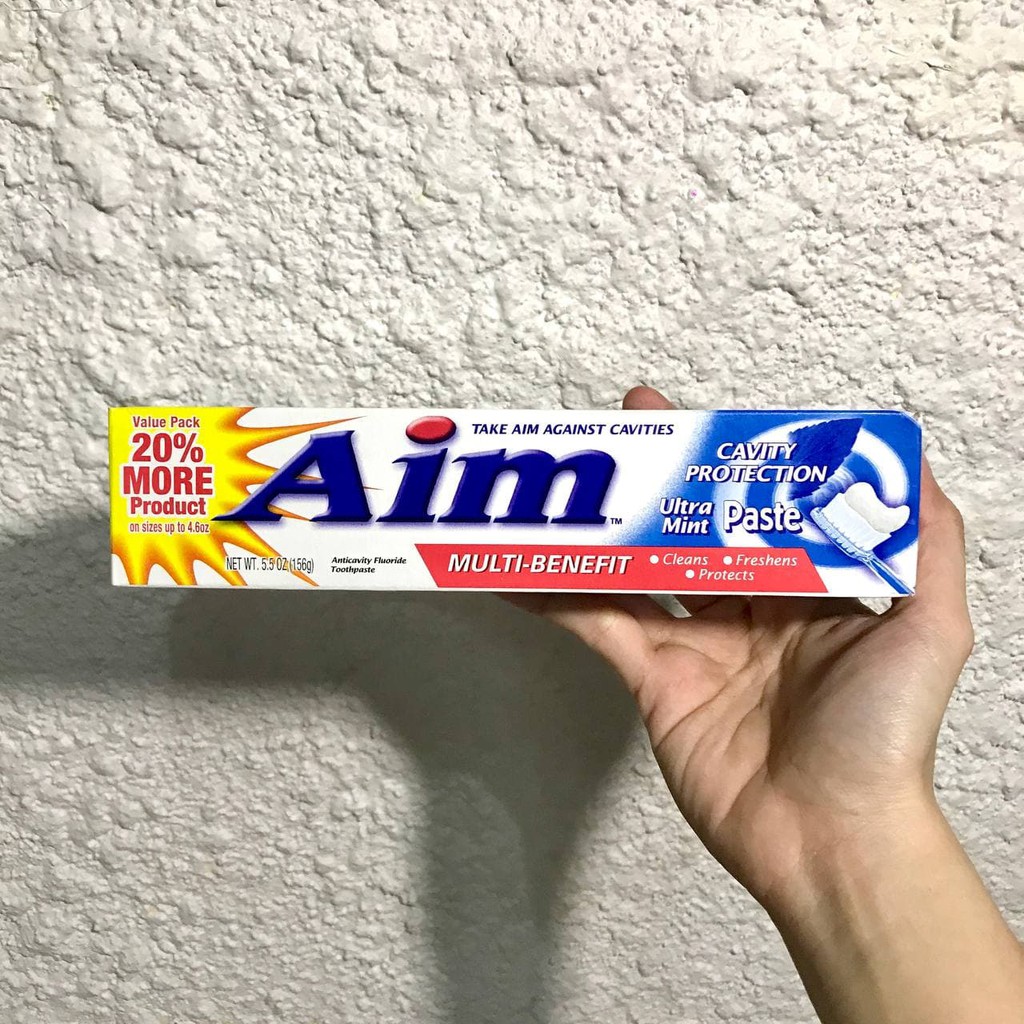 Value Pack
20%
MORE
Product
on sizes up to 4.6oz
Aim™
TAKE AIM AGAINST CAVITIES
CAVITY
PROTECTION
Ultra
Mint
Paste
NET WT. 5.5 OZ (156g)
Anticavity Fluoride
Toothpaste
MULTI-BENEFIT
• Cleans • Freshens
• Protects